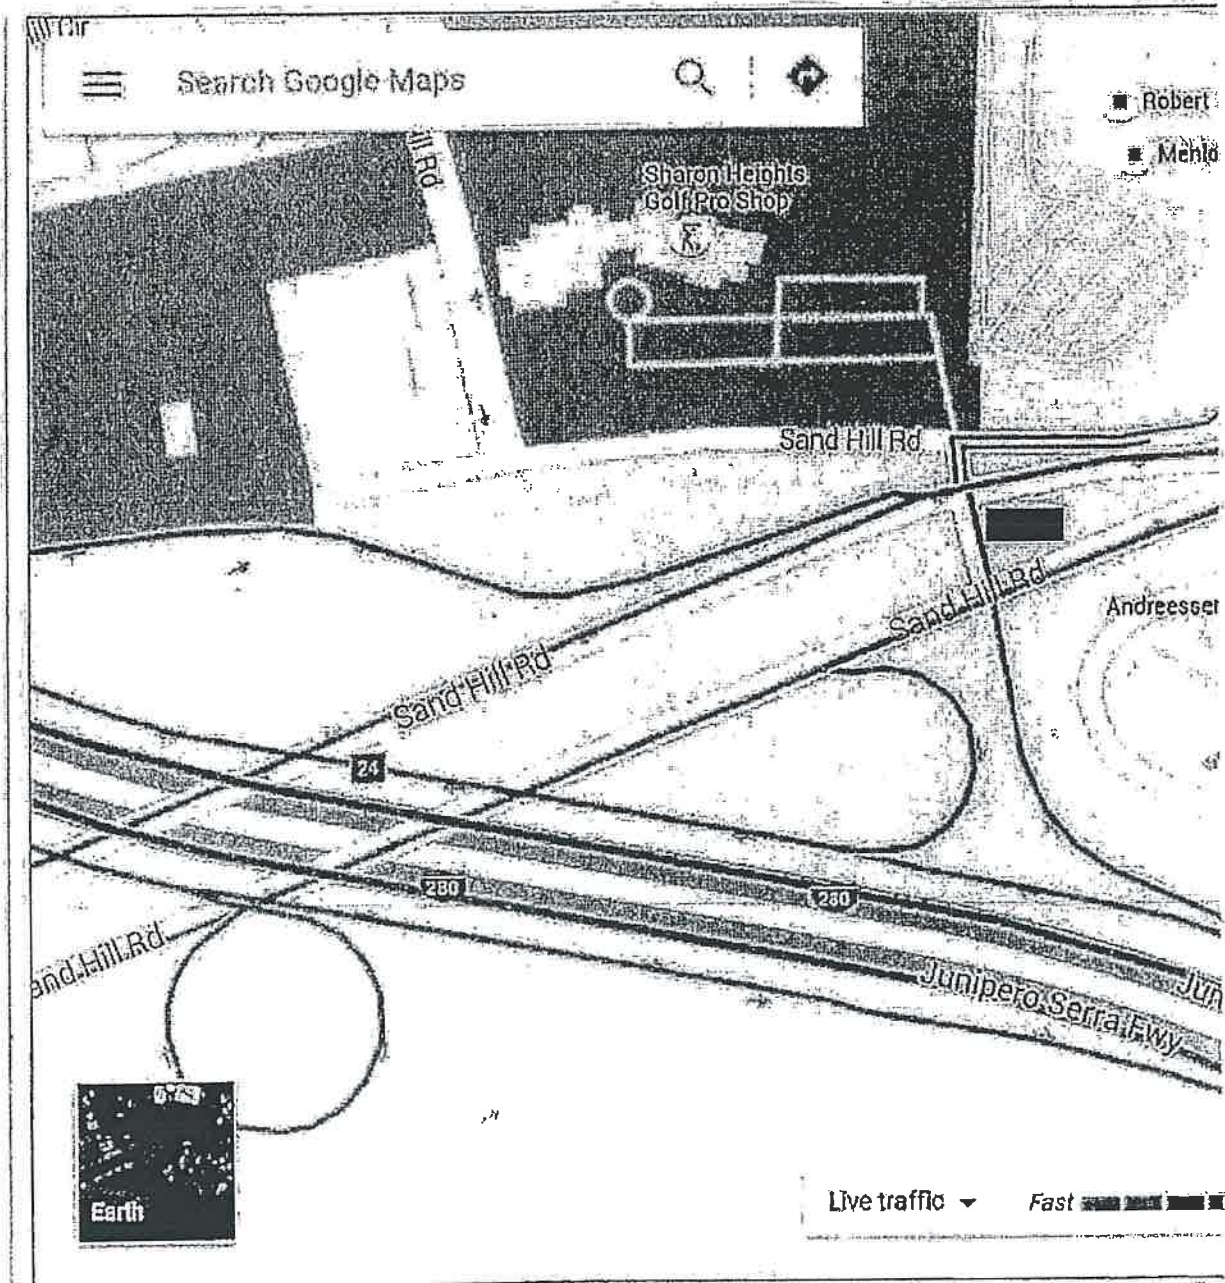 Search Google Maps
ill Rd
Robert
Menlo
Sharon Heights
Golf Pro Shop
Sand Hill Rd
Sand Hill Rd
Andreessen
Sand Hill Rd
24
280
280
and Hill Rd
Junipero Serra Fwy
Jun
Earth
Live traffic
Fast